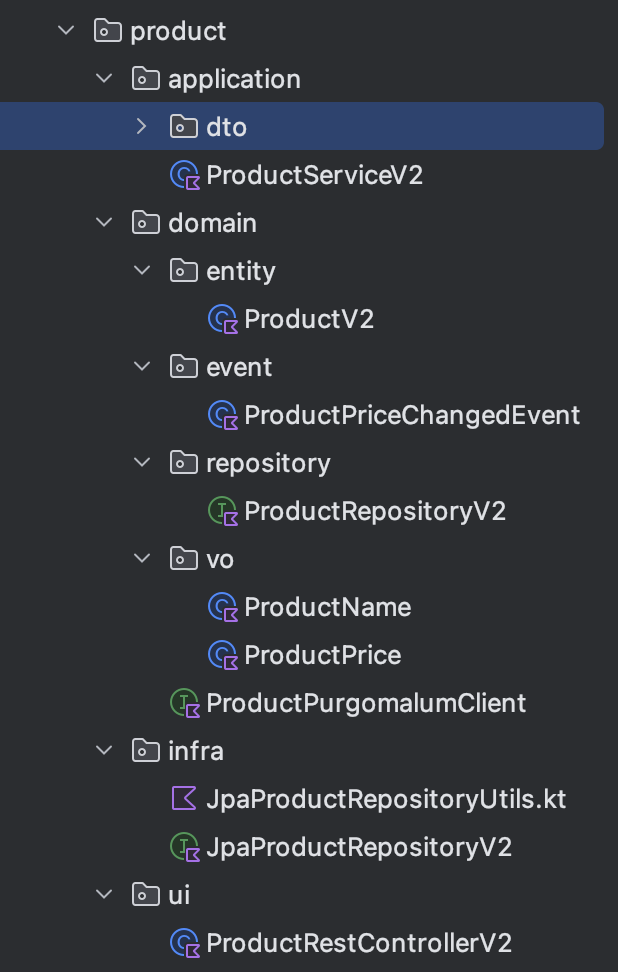 product
application
dto
ProductServiceV2
domain
entity
ProductV2
event
ProductPriceChangedEvent
repository
ProductRepositoryV2
vo
ProductName
ProductPrice
ProductPurgomalumClient
infra
JpaProductRepositoryUtils.kt
JpaProductRepositoryV2
ui
ProductRestControllerV2